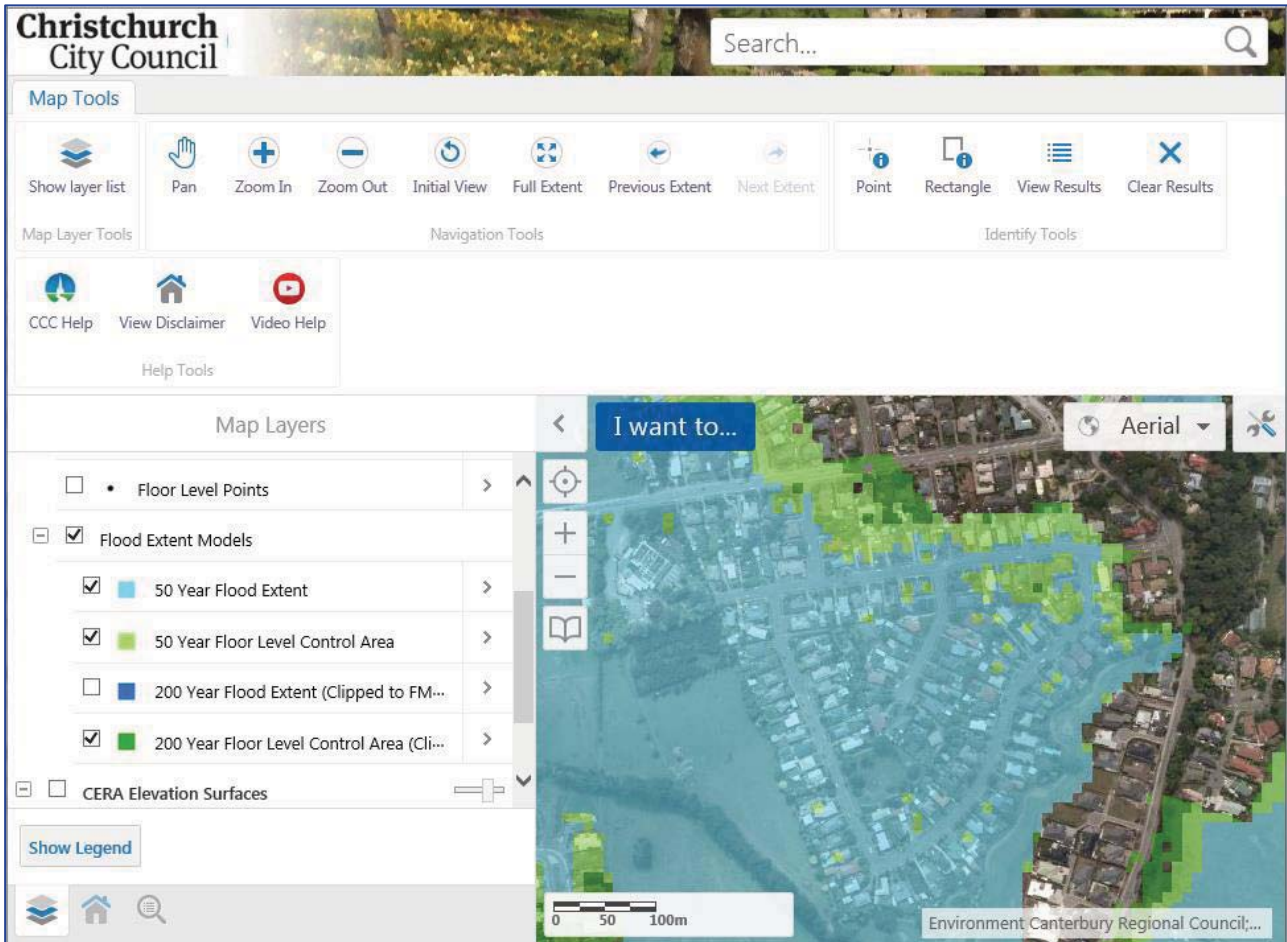 Christchurch
City Council
Search...
Map Tools
Show layer list
Pan
Zoom In
Zoom Out
Initial View
Full Extent
Previous Extent
Next Extent
Point
Rectangle
View Results
Clear Results
Map Layer Tools
Navigation Tools
Identify Tools
CCC Help
View Disclaimer
Video Help
Help Tools
Map Layers
I want to...
Aerial
Floor Level Points
Flood Extent Models
50 Year Flood Extent
50 Year Floor Level Control Area
200 Year Flood Extent (Clipped to FM...
200 Year Floor Level Control Area (Cli...
CERA Elevation Surfaces
Show Legend
0 50 100m
Environment Canterbury Regional Council;...